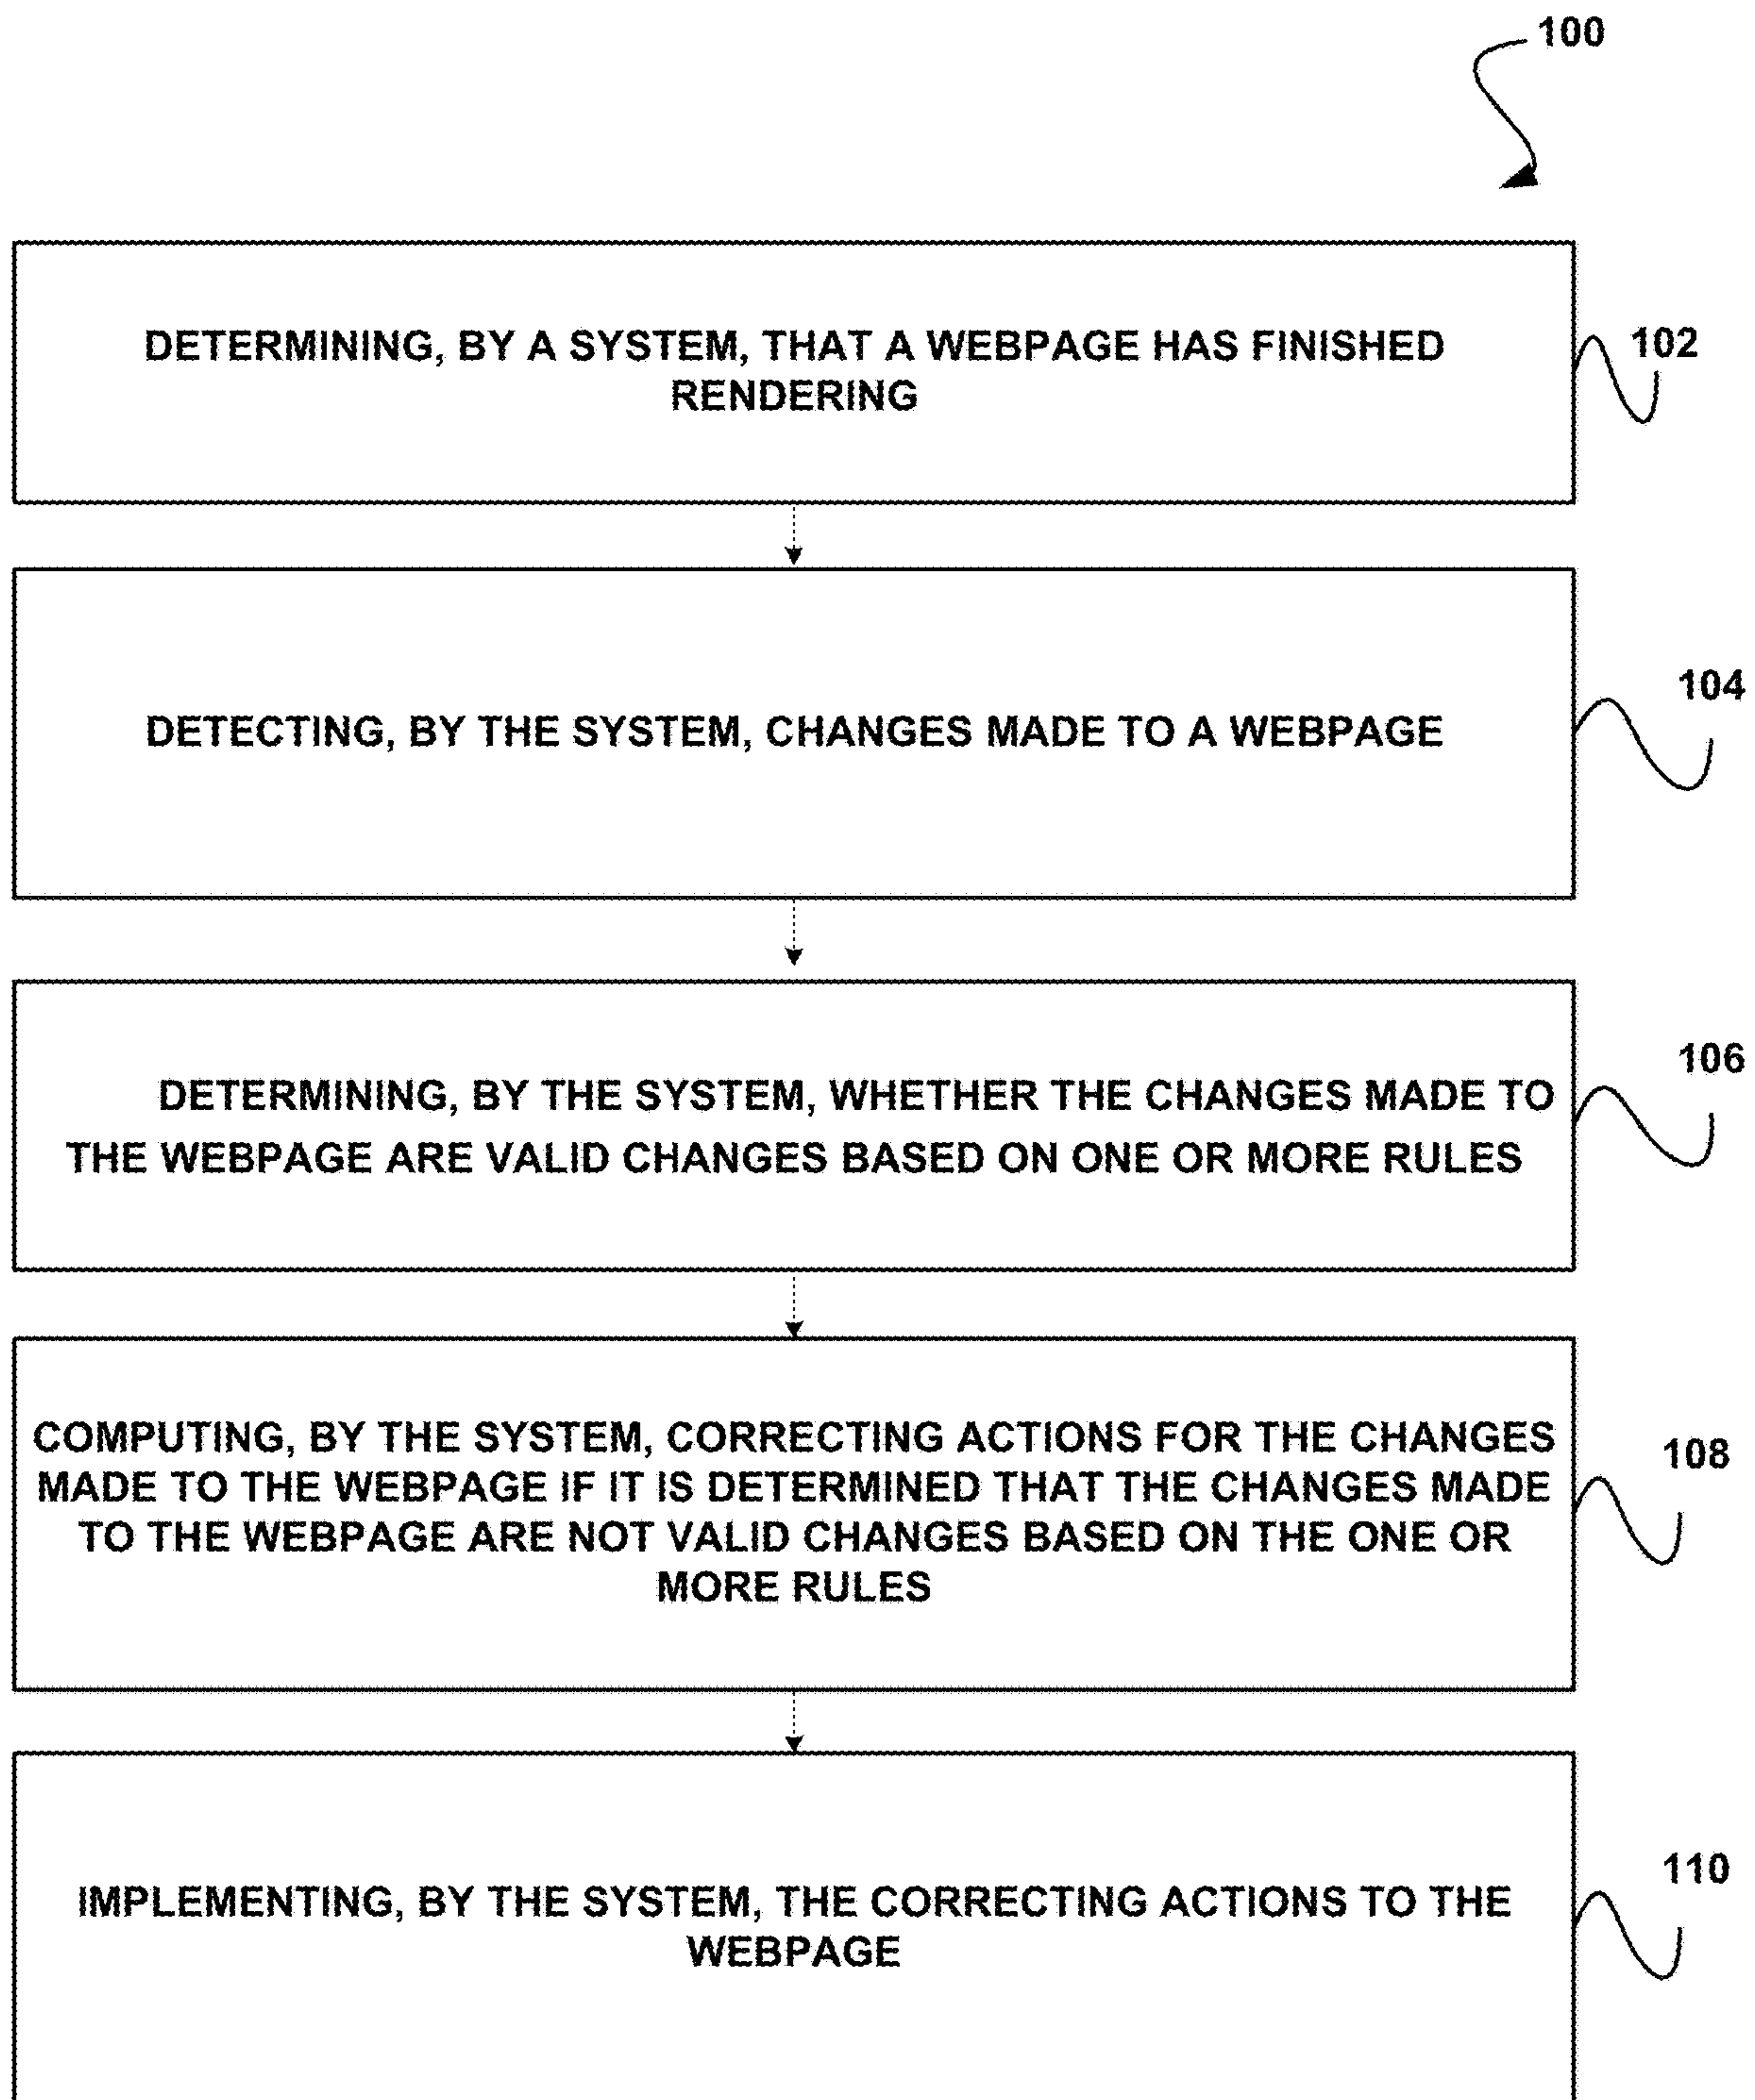 100
DETERMINING, BY A SYSTEM, THAT A WEBPAGE HAS FINISHED
RENDERING
102
DETECTING, BY THE SYSTEM, CHANGES MADE TO A WEBPAGE
104
DETERMINING, BY THE SYSTEM, WHETHER THE CHANGES MADE TO
THE WEBPAGE ARE VALID CHANGES BASED ON ONE OR MORE RULES
106
COMPUTING, BY THE SYSTEM, CORRECTING ACTIONS FOR THE CHANGES
MADE TO THE WEBPAGE IF IT IS DETERMINED THAT THE CHANGES MADE
TO THE WEBPAGE ARE NOT VALID CHANGES BASED ON THE ONE OR
MORE RULES
108
IMPLEMENTING, BY THE SYSTEM, THE CORRECTING ACTIONS TO THE
WEBPAGE
110